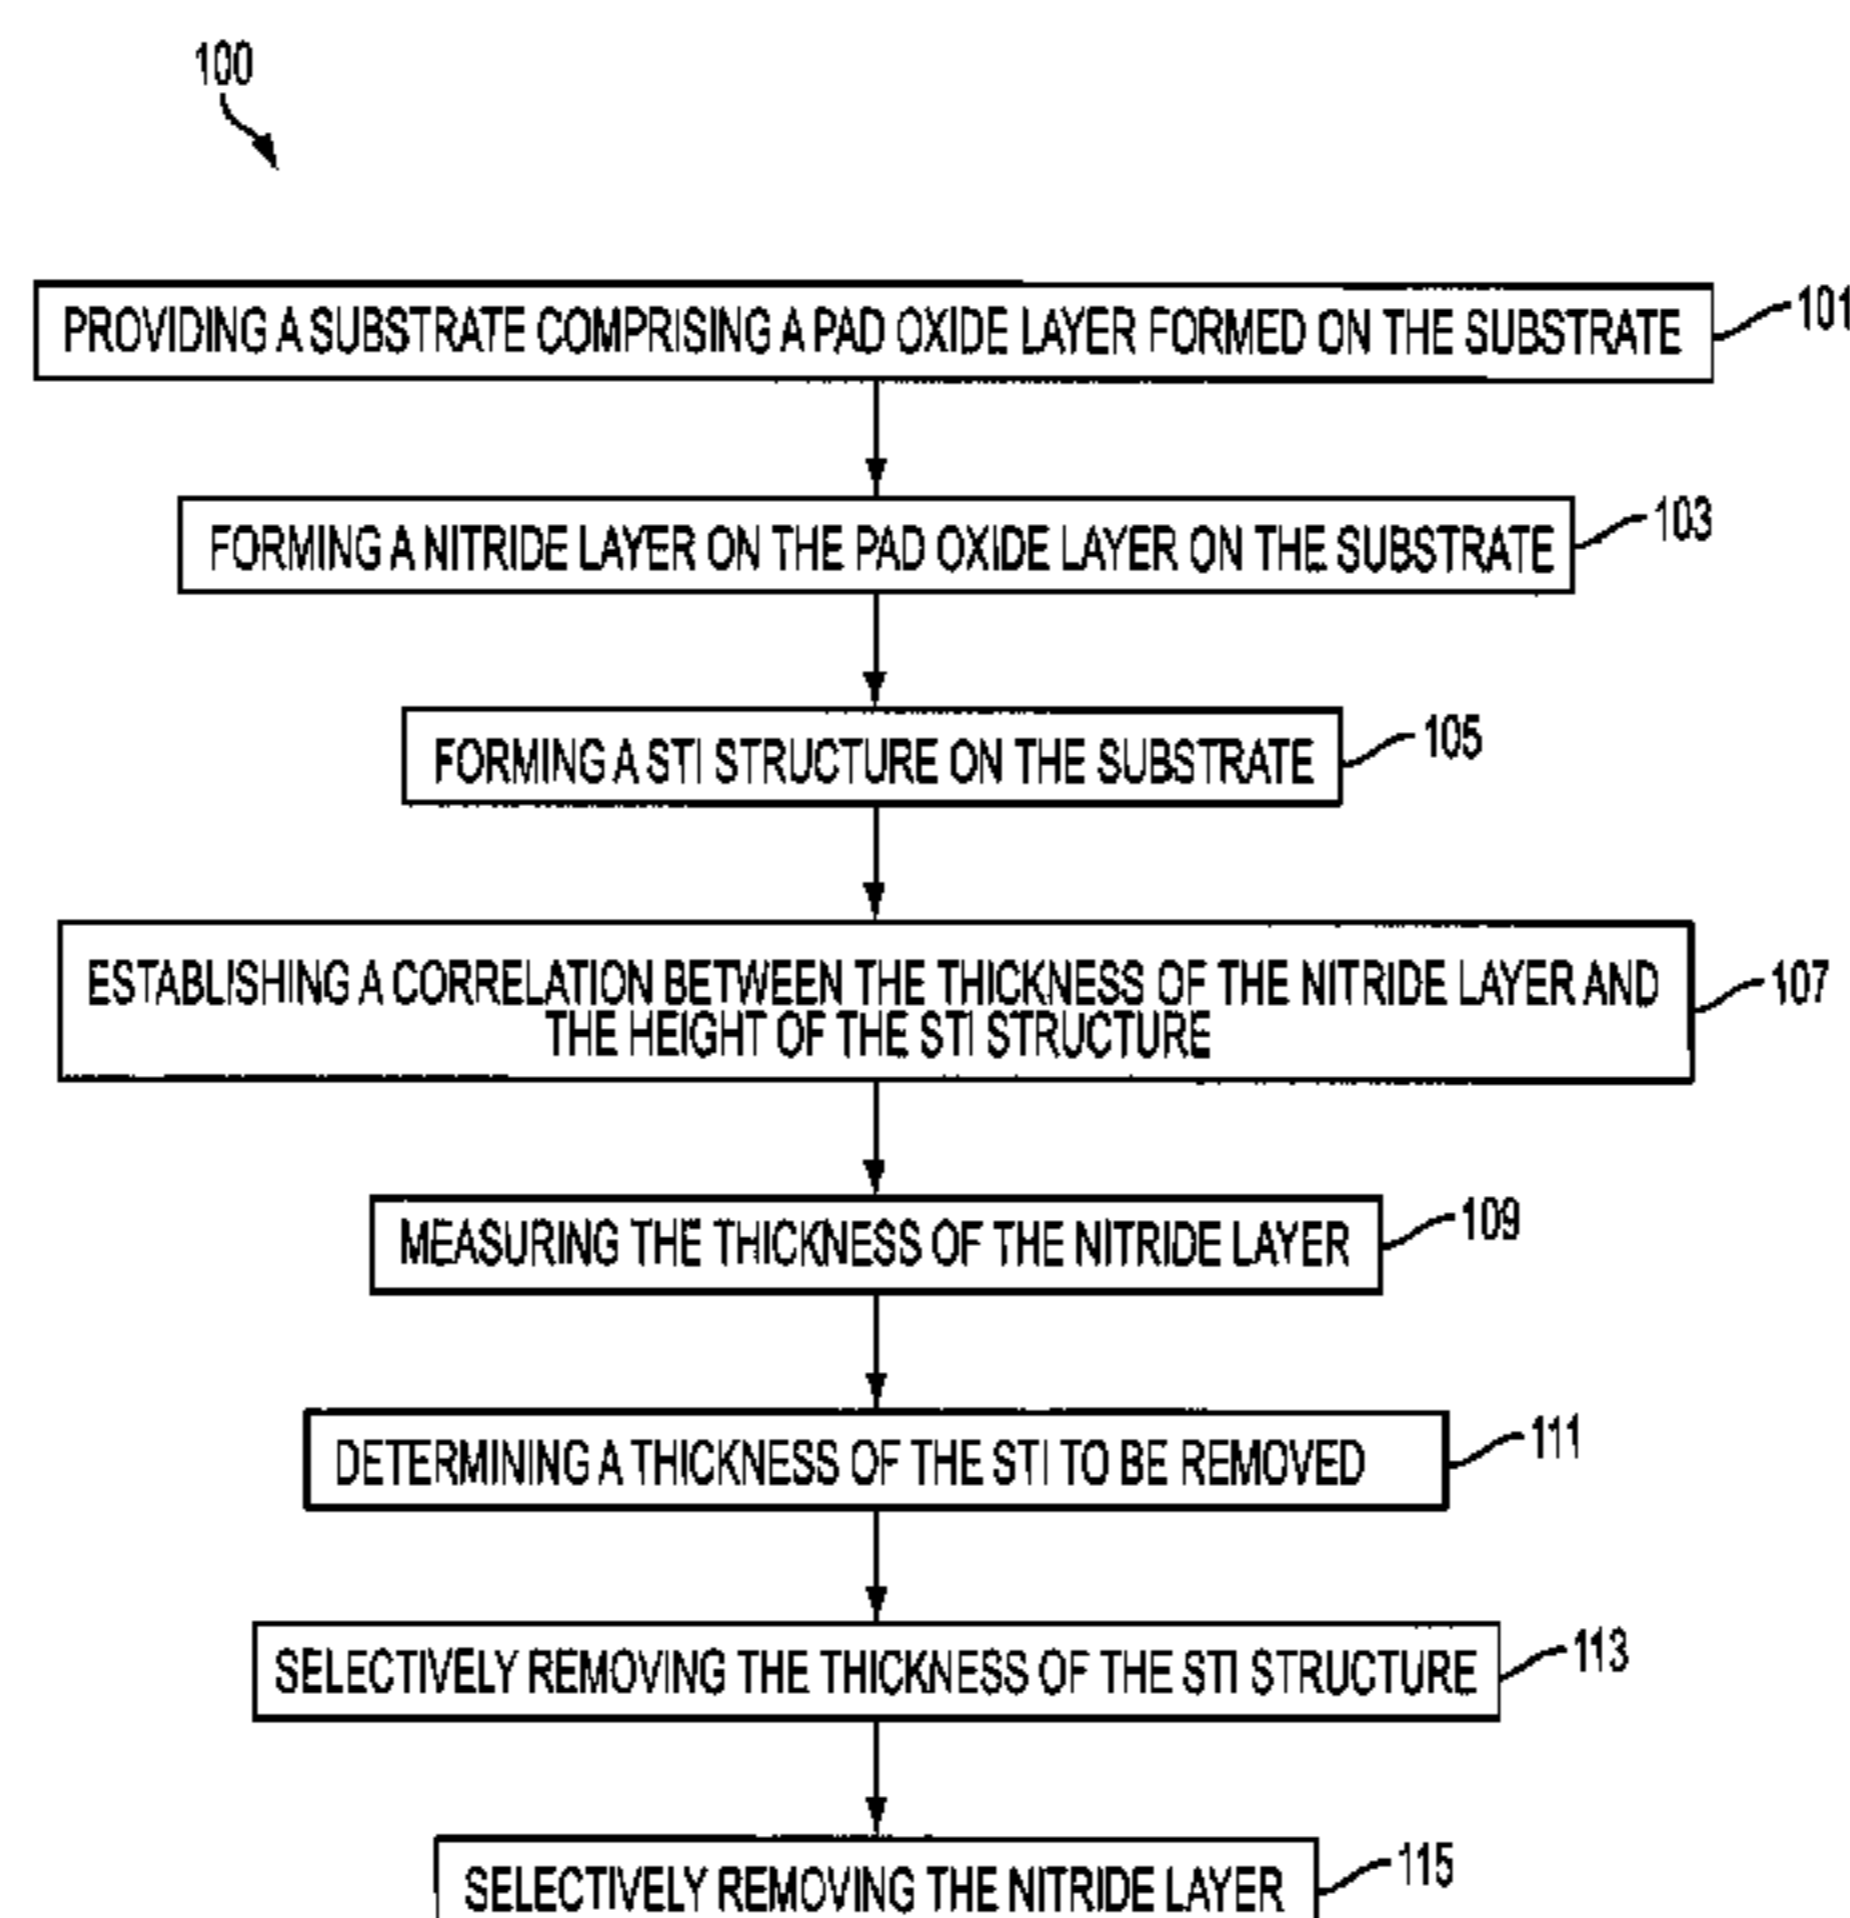 100
PROVIDING A SUBSTRATE COMPRISING A PAD OXIDE LAYER FORMED ON THE SUBSTRATE
101
FORMING A NITRIDE LAYER ON THE PAD OXIDE LAYER ON THE SUBSTRATE
103
FORMING A STI STRUCTURE ON THE SUBSTRATE
105
ESTABLISHING A CORRELATION BETWEEN THE THICKNESS OF THE NITRIDE LAYER AND
THE HEIGHT OF THE STI STRUCTURE
107
MEASURING THE THICKNESS OF THE NITRIDE LAYER
109
DETERMINING A THICKNESS OF THE STI TO BE REMOVED
111
SELECTIVELY REMOVING THE THICKNESS OF THE STI STRUCTURE
113
SELECTIVELY REMOVING THE NITRIDE LAYER
115